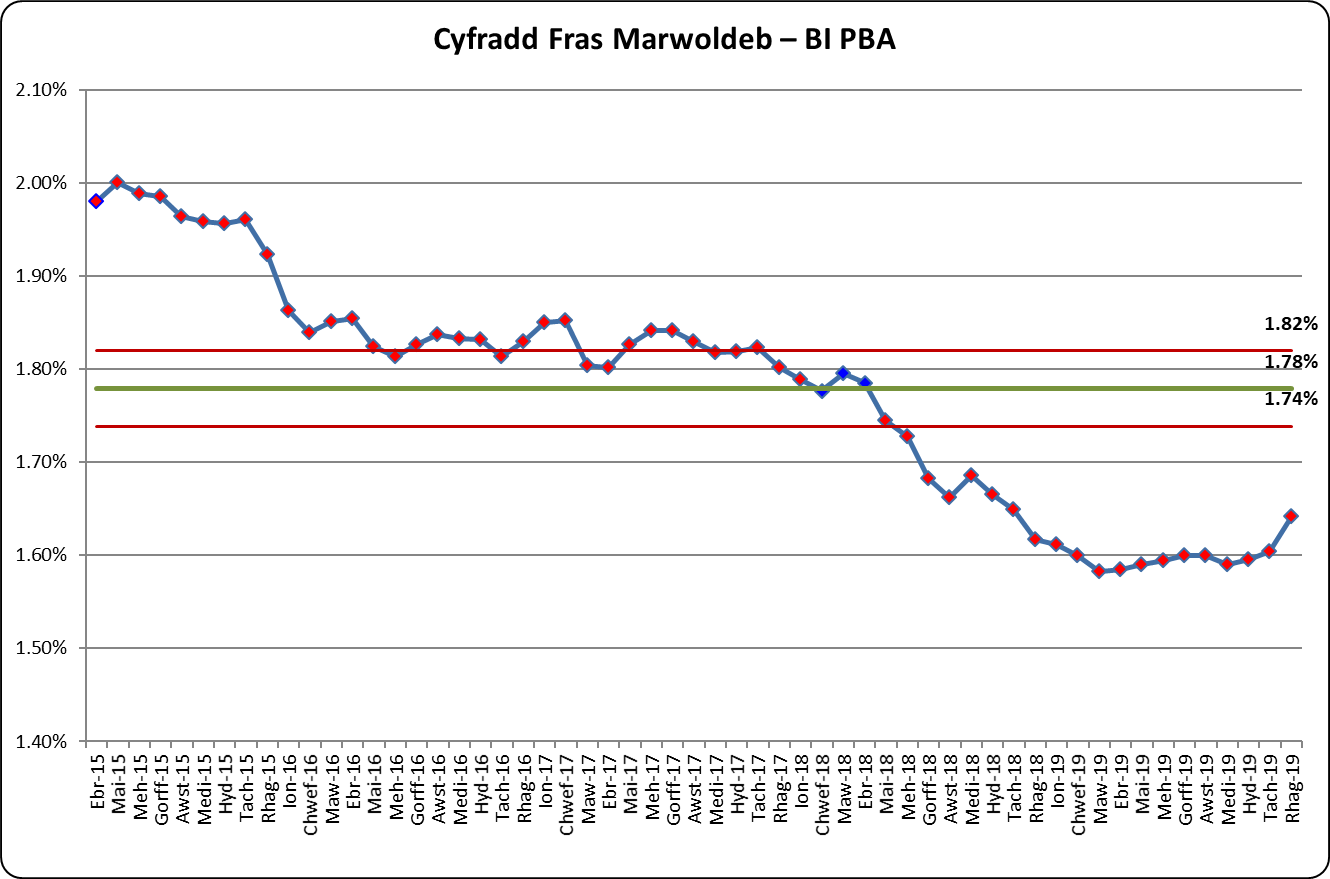 Cyfradd Fras Marwoldeb – BI PBA
2.10%
2.00%
1.90%
1.80%
1.70%
1.60%
1.50%
1.40%
1.82%
1.78%
1.74%
Ebr-15
Mai-15
Meh-15
Gorff-15
Awst-15
Medi-15
Hyd-15
Tach-15
Rhag-15
Ion-16
Chwef-16
Maw-16
Ebr-16
Mai-16
Meh-16
Gorff-16
Awst-16
Medi-16
Hyd-16
Tach-16
Rhag-16
Ion-17
Chwef-17
Maw-17
Ebr-17
Mai-17
Meh-17
Gorff-17
Awst-17
Medi-17
Hyd-17
Tach-17
Rhag-17
Ion-18
Chwef-18
Maw-18
Ebr-18
Mai-18
Meh-18
Gorff-18
Awst-18
Medi-18
Hyd-18
Tach-18
Rhag-18
Ion-19
Chwef-19
Maw-19
Ebr-19
Mai-19
Meh-19
Gorff-19
Awst-19
Medi-19
Hyd-19
Tach-19
Rhag-19